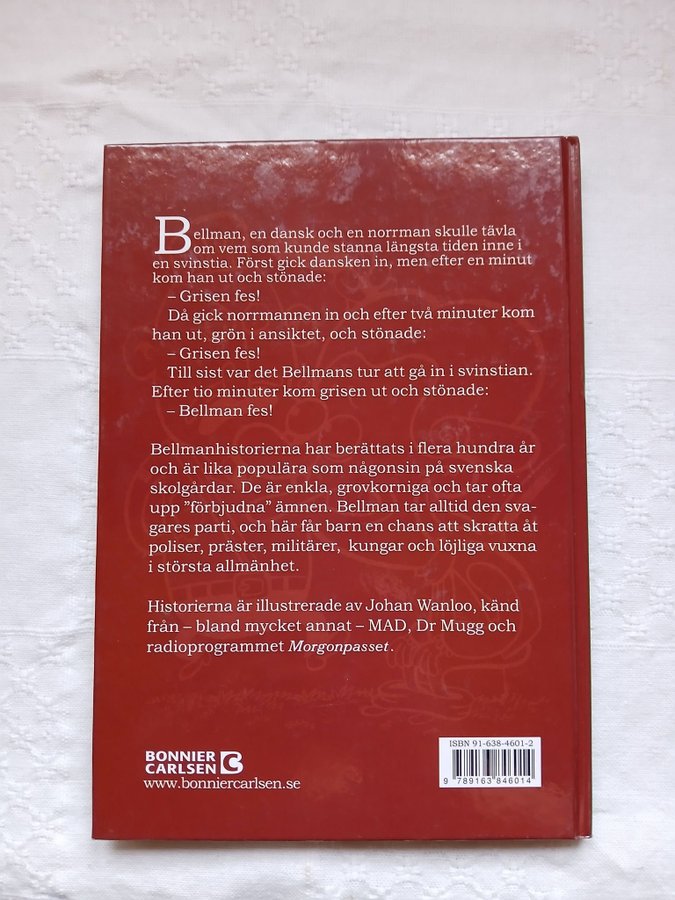 Bellman, en dansk och en norrman skulle tävla
om vem som kunde stanna längsta tiden inne i
en svinstia. Först gick dansken in, men efter en minut
kom han ut och stönade:
– Grisen fes!
Då gick norrmannen in och efter två minuter kom
han ut, grön i ansiktet, och stönade:
– Grisen fes!
Till sist var det Bellmans tur att gå in i svinstian.
Efter tio minuter kom grisen ut och stönade:
– Bellman fes!
Bellmanhistorierna har berättats i flera hundra år
och är lika populära som någonsin på svenska
skolgårdar. De är enkla, grovkorniga och tar ofta
upp ”förbjudna” ämnen. Bellman tar alltid den sva-
gares parti, och här får barn en chans att skratta åt
poliser, präster, militärer, kungar och löjliga vuxna
i största allmänhet.
Historierna är illustrerade av Johan Wanloo, känd
från – bland mycket annat – MAD, Dr Mugg och
radioprogrammet Morgonpasset.
BONNIER
CARLSEN
www.bonniercarlsen.se
ISBN 91-638-4601-2
9 789163 846014